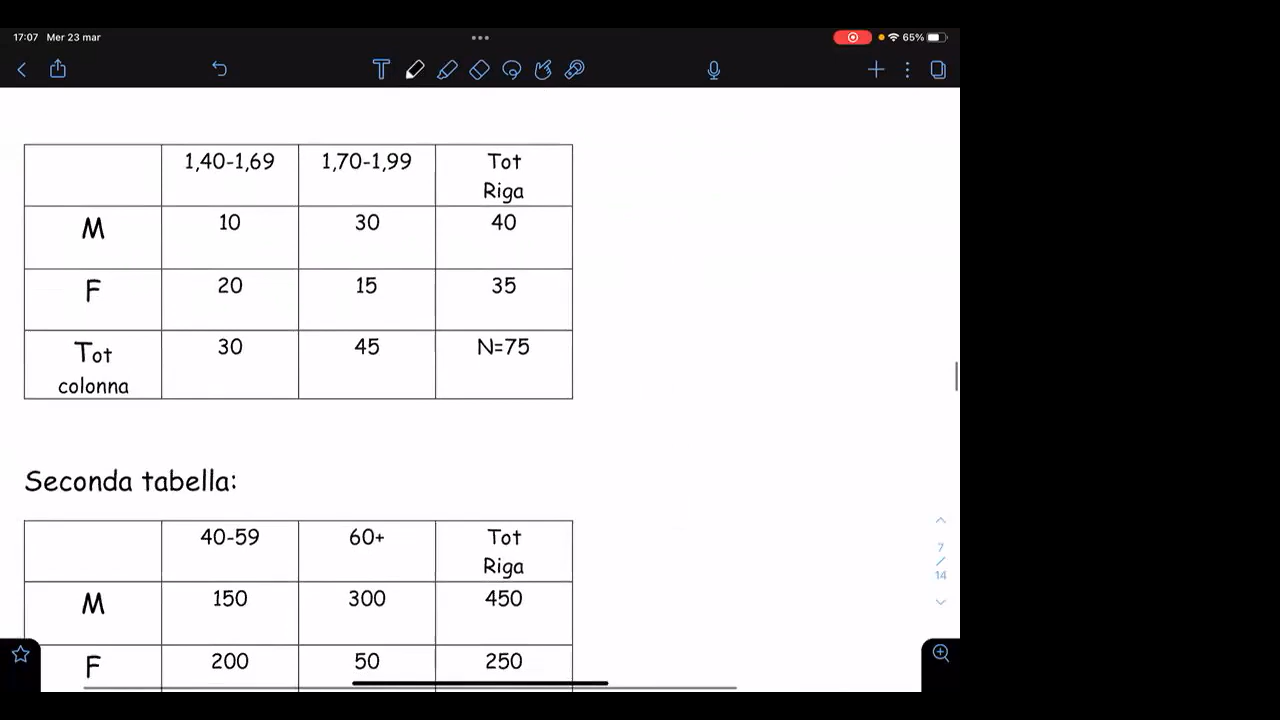 17:07 Mer 23 mar
65%
1,40-1,69 1,70-1,99 Tot Riga
M 10 30 40
F 20 15 35
Tot colonna 30 45 N=75
Seconda tabella:
40-59 60+ Tot Riga
M 150 300 450
F 200 50 250
7
/
14